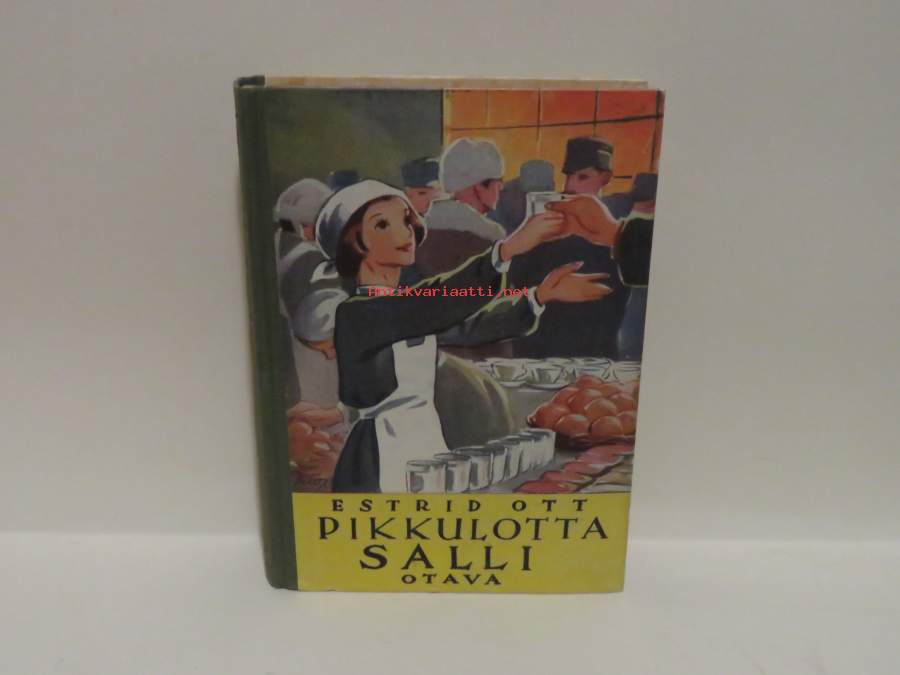 Antikvariaatti.net
ESTRID OTT
PIKKULOTTA
SALLI
OTAVA